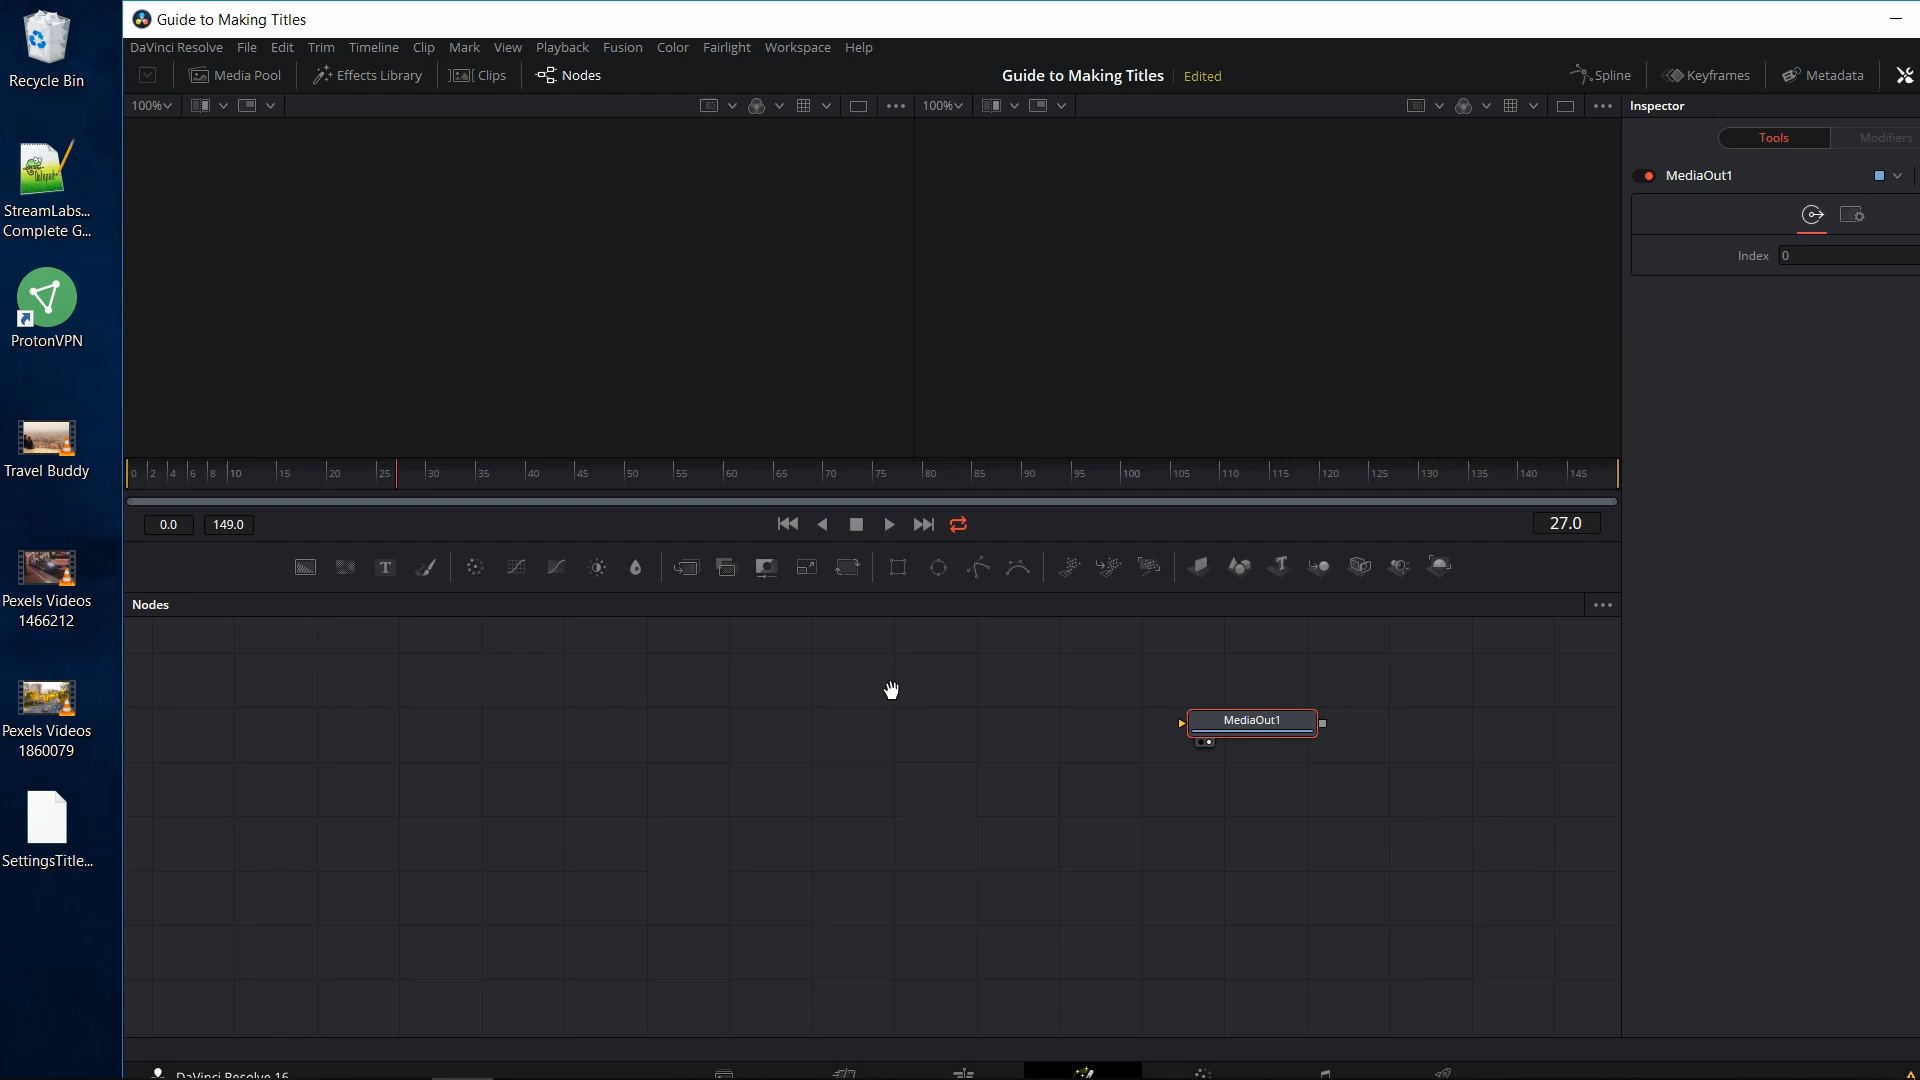 Guide to Making Titles
DaVinci Resolve File Edit Trim Timeline Clip Mark View Playback Fusion Color Fairlight Workspace Help
Media Pool Effects Library Clips Nodes Guide to Making Titles Edited Spline Keyframes Metadata
100% 100% Inspector
Tools Modifiers
MediaOut1
Index 0
0 2 4 6 8 10 15 20 25 30 35 40 45 50 55 60 65 70 75 80 85 90 95 100 105 110 115 120 125 130 135 140 145
0.0 149.0 27.0
T
Nodes
MediaOut1
DaVinci Resolve 16
Recycle Bin
StreamLabs...
Complete G...
ProtonVPN
Travel Buddy
Pexels Videos
1466212
Pexels Videos
1860079
SettingsTitle...